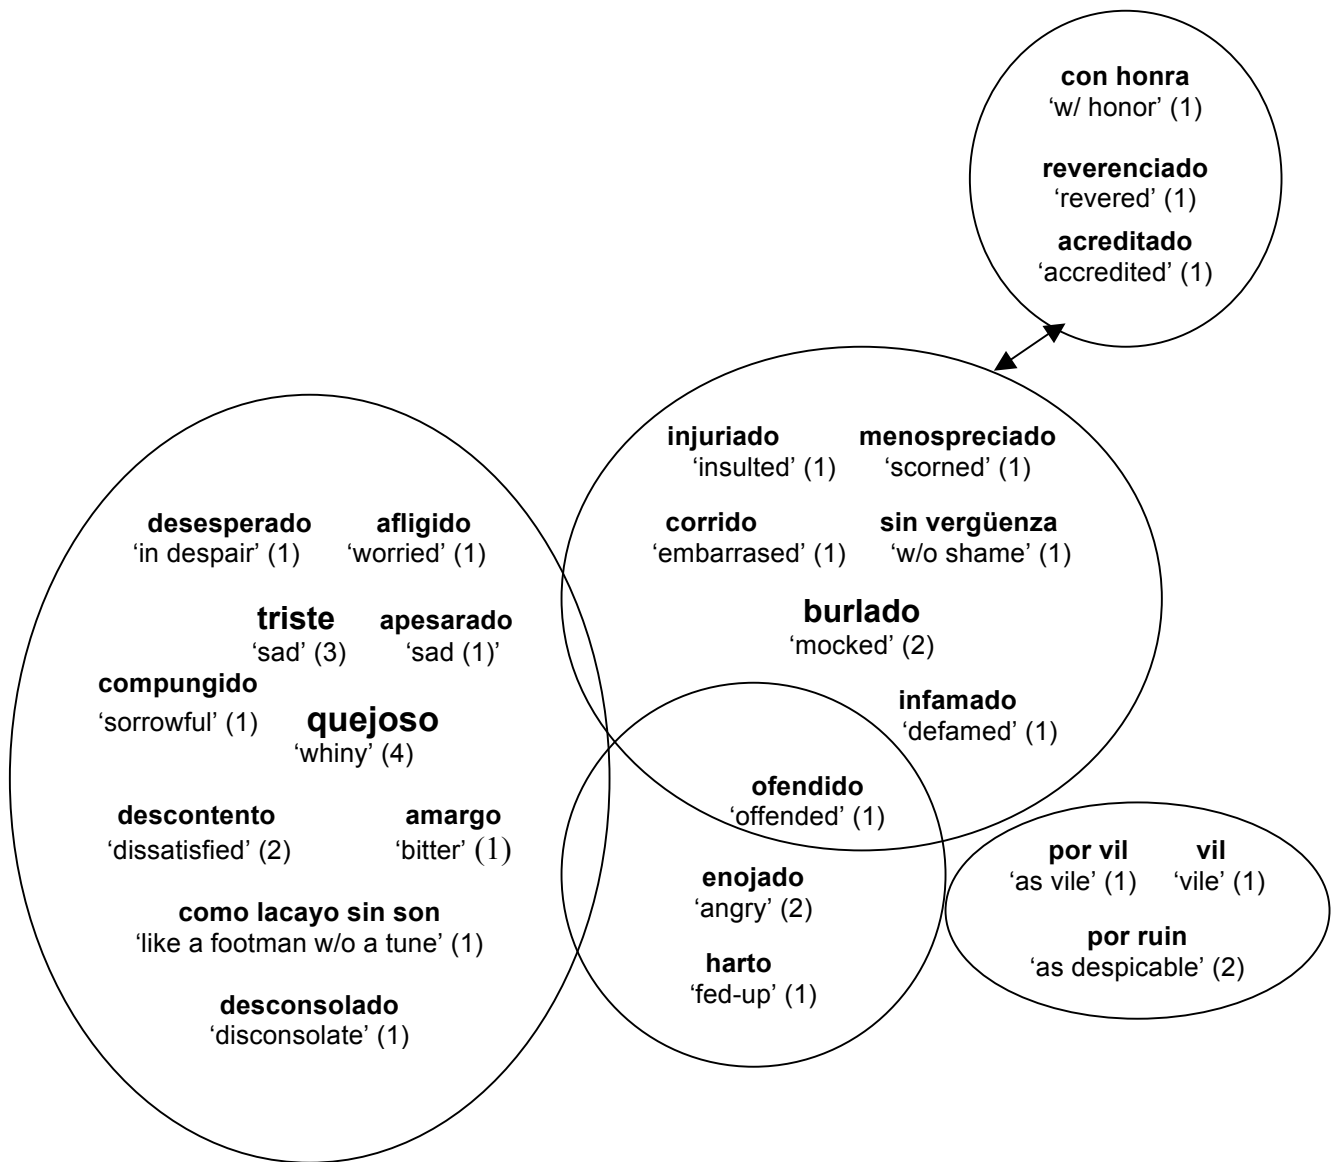 con honra
‘w/ honor’ (1)
reverenciado
‘revered’ (1)
acreditado
‘accredited’ (1)
injuriado
‘insulted’ (1)
menospreciado
‘scorned’ (1)
corrido
‘embarrased’ (1)
sin vergüenza
‘w/o shame’ (1)
burlado
‘mocked’ (2)
infamado
‘defamed’ (1)
ofendido
‘offended’ (1)
enojado
‘angry’ (2)
harto
‘fed-up’ (1)
por vil
‘as vile’ (1)
vil
‘vile’ (1)
por ruin
‘as despicable’ (2)
desesperado
‘in despair’ (1)
afligido
‘worried’ (1)
triste
‘sad’ (3)
apesarado
‘sad (1)’
compungido
‘sorrowful’ (1)
quejoso
‘whiny’ (4)
descontento
‘dissatisfied’ (2)
amargo
‘bitter’ (1)
como lacayo sin son
‘like a footman w/o a tune’ (1)
desconsolado
‘disconsolate’ (1)